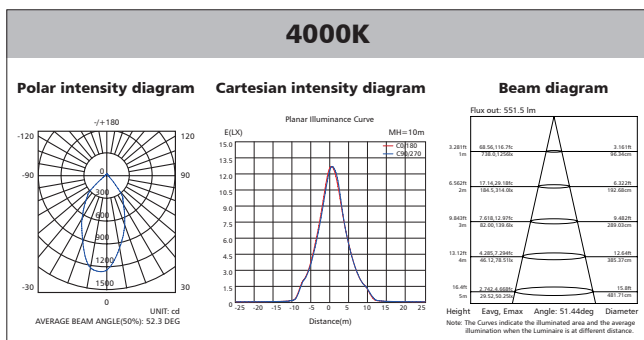 4000K
Polar intensity diagram
Cartesian intensity diagram
Beam diagram
-/+180
-120
120
-90
90
-30
30
0
0
300
600
900
1200
1500
UNIT: cd
AVERAGE BEAM ANGLE(50%): 52.3 DEG
Planar Illuminance Curve
E(LX)
MH=10m
C0/180
C90/270
15.0
13.5
12.0
10.5
9.0
7.5
6.0
4.5
3.0
1.5
0
-25 -20 -15 -10 -5 0 5 10 15 20 25
Distance(m)
Flux out: 551.5 lm
3.281ft 68.56,116.7fc 3.161ft
1m 738.0,1256lx 96.34cm
6.562ft 17.14,29.18fc 6.322ft
2m 184.5,314.0lx 192.68cm
9.843ft 7.618,12.97fc 9.482ft
3m 82.00,139.6lx 289.03cm
13.12ft 4.285,7.294fc 12.64ft
4m 46.12,78.51lx 385.37cm
16.4ft 2.742,4.668fc 15.8ft
5m 29.52,50.25lx 481.71cm
Height Eavg, Emax Angle: 51.44deg Diameter
Note: The Curves indicate the illuminated area and the average
illumination when the Luminaire is at different distance.